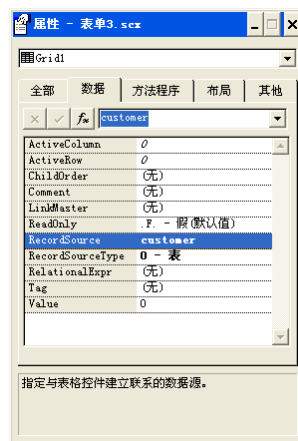 属性 - 表单3.scx
Grid1
全部 数据 方法程序 布局 其他
fx customer
ActiveColumn 0
ActiveRow 0
ChildOrder (无)
Comment (无)
LinkMaster (无)
ReadOnly .F. - 假(默认值)
RecordSource customer
RecordSourceType 0 - 表
RelationalExpr (无)
Tag (无)
Value 0
指定与表格控件建立联系的数据源。